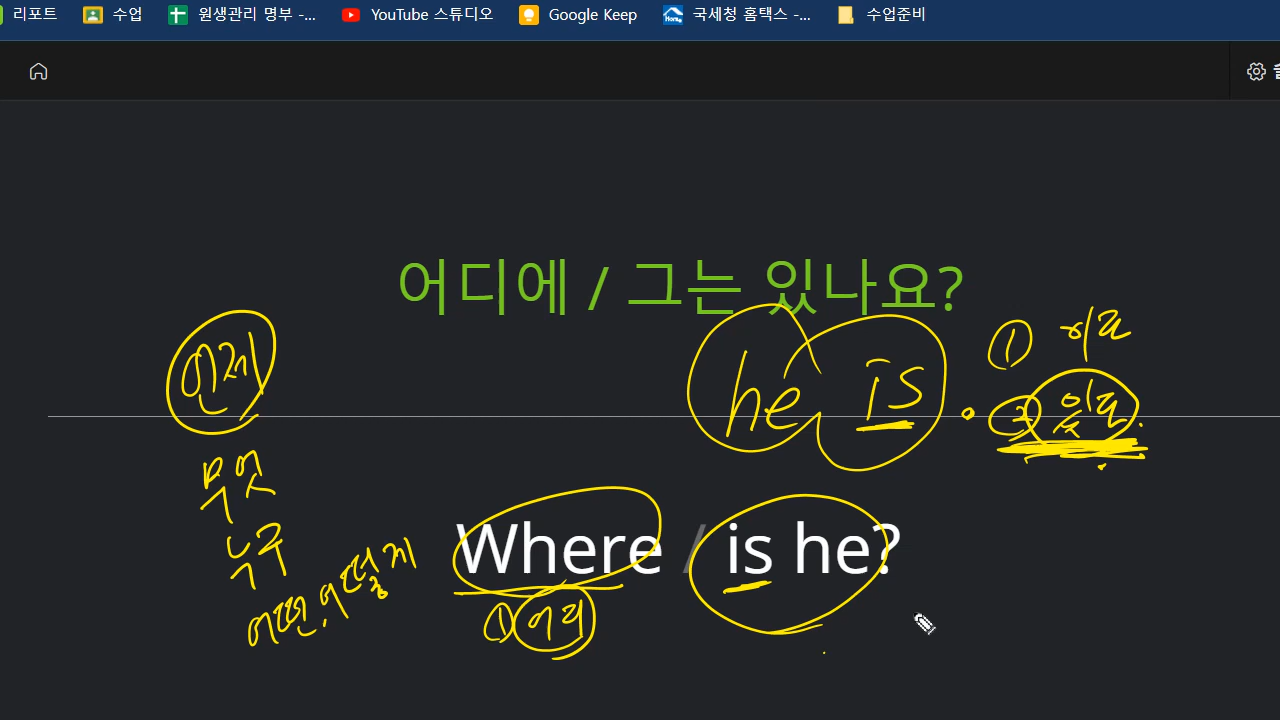 리포트 수업 원생관리 명부 -... YouTube 스튜디오 Google Keep 국세청 홈택스 -... 수업준비
어디에 / 그는 있나요?
he is. ① 이다
② 있다.
언제
무엇
누구
어떤, 어떻게
Where / is he?
① 어디